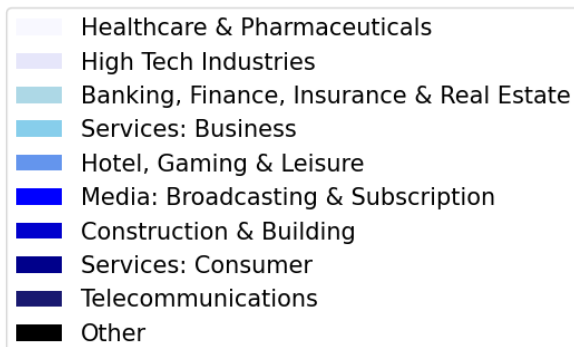 Healthcare & Pharmaceuticals
High Tech Industries
Banking, Finance, Insurance & Real Estate
Services: Business
Hotel, Gaming & Leisure
Media: Broadcasting & Subscription
Construction & Building
Services: Consumer
Telecommunications
Other